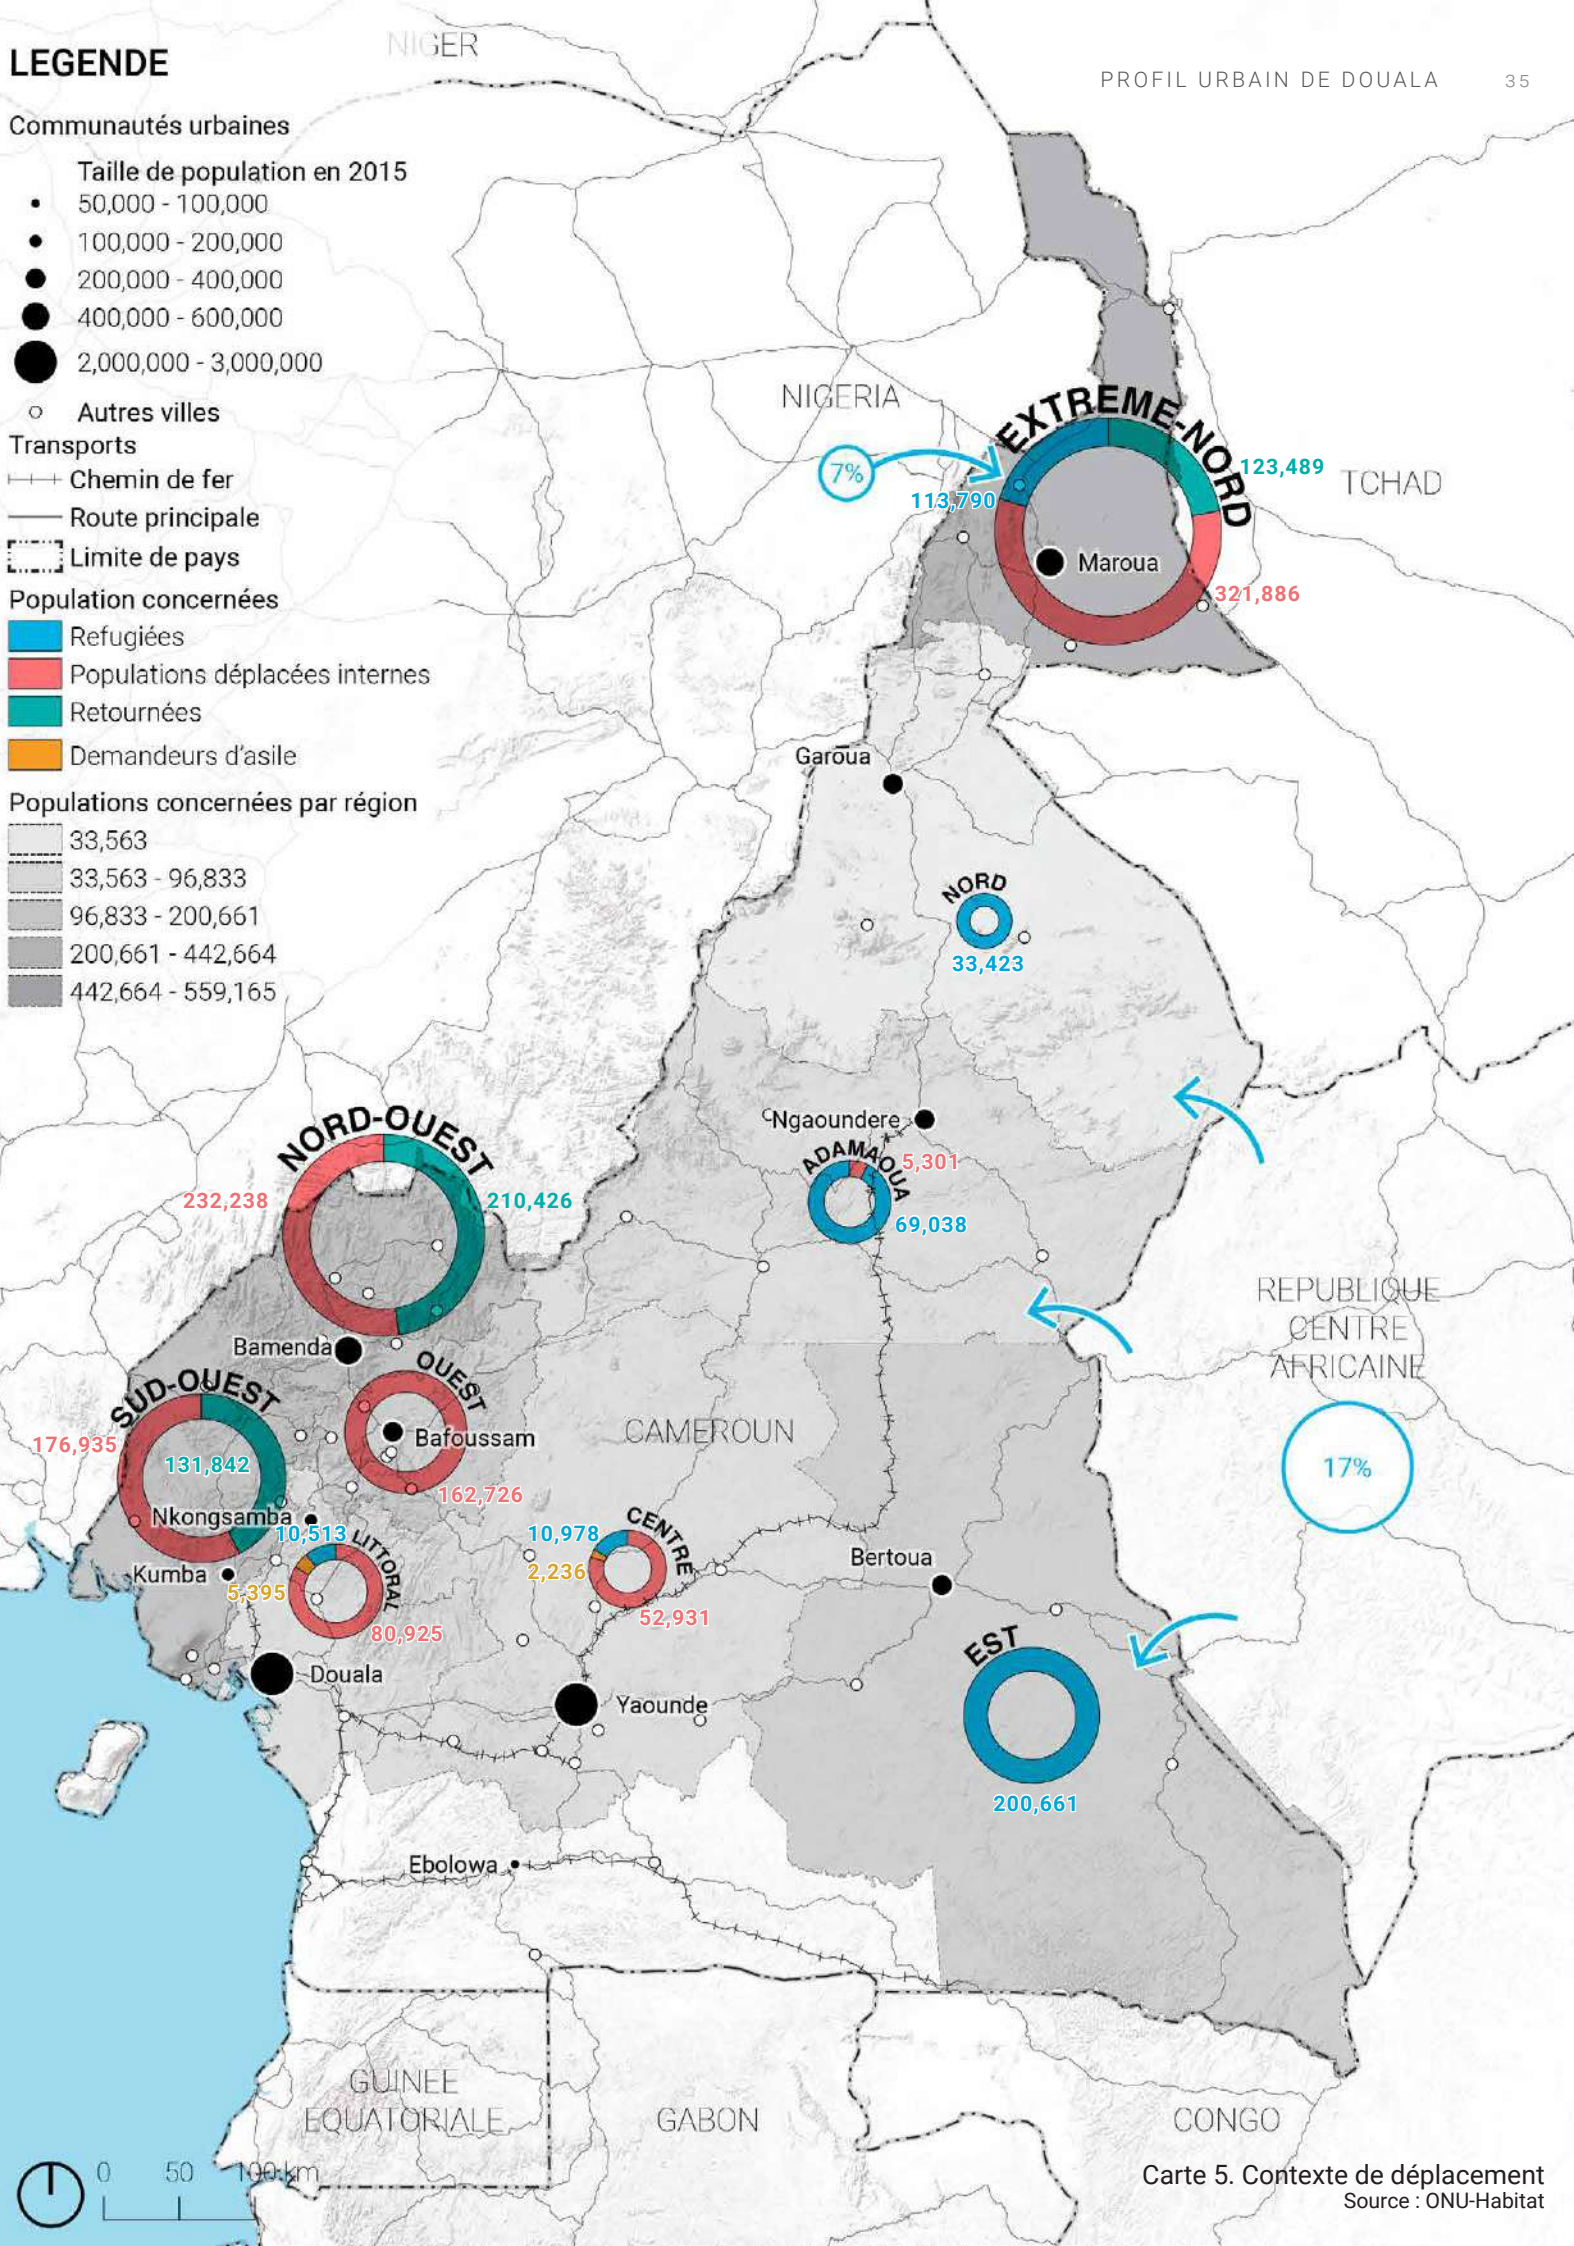 PROFIL URBAIN DE DOUALA 35
LEGENDE
Communautés urbaines
Taille de population en 2015
50,000 - 100,000
100,000 - 200,000
200,000 - 400,000
400,000 - 600,000
2,000,000 - 3,000,000
Autres villes
Transports
Chemin de fer
Route principale
Limite de pays
Population concernées
Refugiées
Populations déplacées internes
Retournées
Demandeurs d'asile
Populations concernées par région
33,563
33,563 - 96,833
96,833 - 200,661
200,661 - 442,664
442,664 - 559,165
NIGER
NIGERIA
7%
113,790
EXTREME-NORD
123,489
TCHAD
Maroua
321,886
Garoua
NORD
33,423
Ngaoundere
ADAMAOUA
5,301
69,038
NORD-OUEST
232,238
210,426
Bamenda
OUEST
Bafoussam
162,726
SUD-OUEST
176,935
131,842
Nkongsamba
Kumba
10,513
LITTORAL
5,395
80,925
Douala
CAMEROUN
CENTRE
10,978
2,236
52,931
Yaounde
Bertoua
EST
200,661
REPUBLIQUE
CENTRE
AFRICAINE
17%
Ebolowa
GUINEE
EQUATORIALE
GABON
CONGO
0 50 100 km
Carte 5. Contexte de déplacement
Source : ONU-Habitat